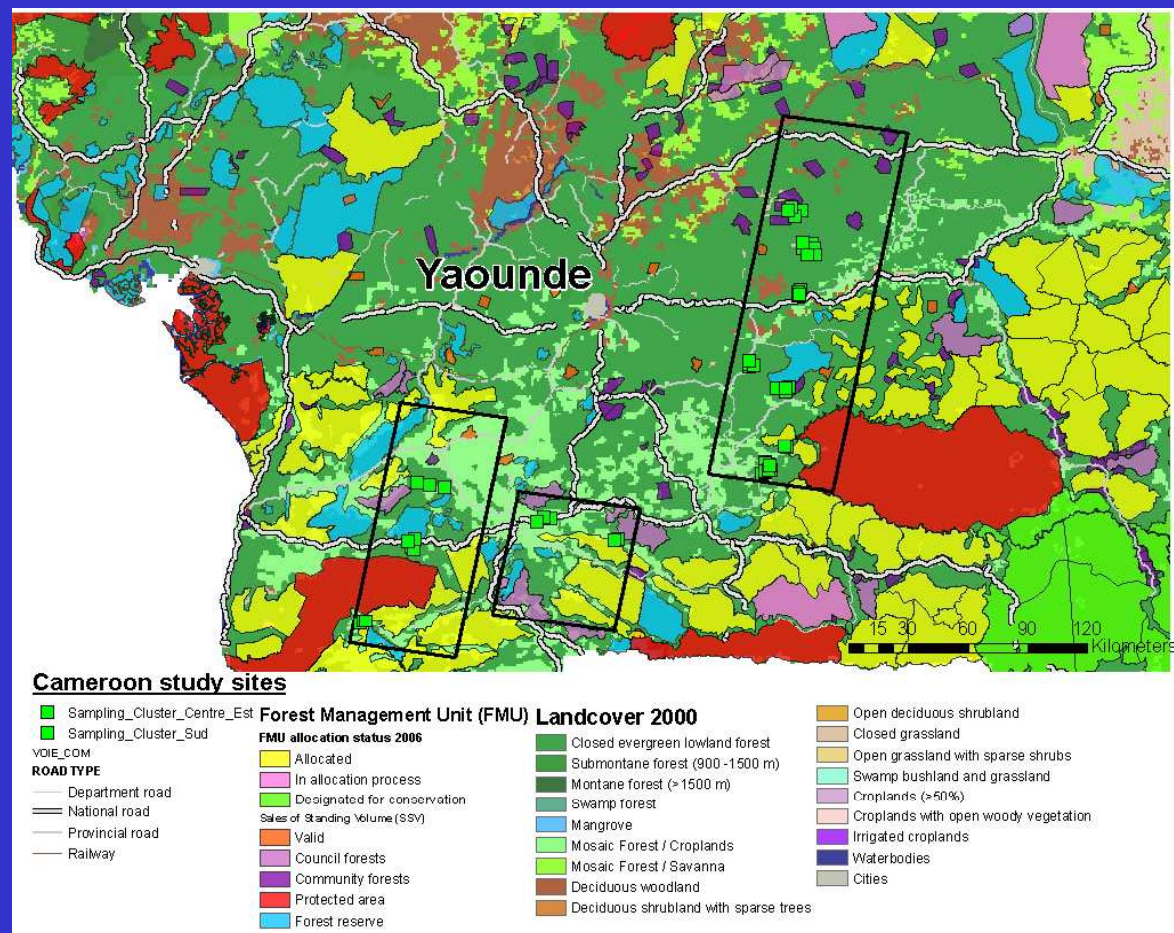 Yaounde
15 30 60 90 120
Kilometers
Cameroon study sites
Sampling_Cluster_Centre_Est
Sampling_Cluster_Sud
VOIE_COM
ROAD TYPE
Department road
National road
Provincial road
Railway
Forest Management Unit (FMU)
FMU allocation status 2006
Allocated
In allocation process
Designated for conservation
Sales of Standing Volume (SSV)
Valid
Council forests
Community forests
Protected area
Forest reserve
Landcover 2000
Closed evergreen lowland forest
Submontane forest (900 -1500 m)
Montane forest (>1500 m)
Swamp forest
Mangrove
Mosaic Forest / Croplands
Mosaic Forest / Savanna
Deciduous woodland
Deciduous shrubland with sparse trees
Open deciduous shrubland
Closed grassland
Open grassland with sparse shrubs
Swamp bushland and grassland
Croplands (>50%)
Croplands with open woody vegetation
Irrigated croplands
Waterbodies
Cities